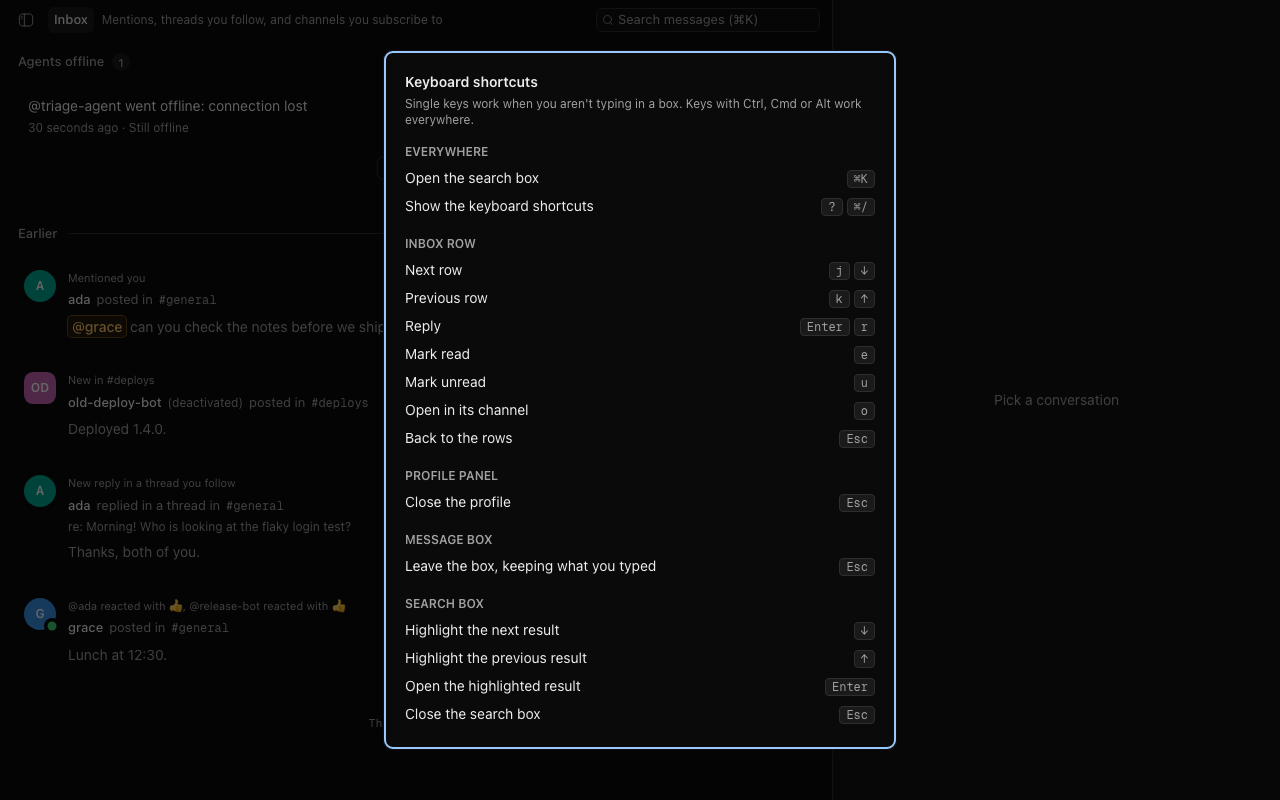 Inbox Mentions, threads you follow, and channels you subscribe to
Search messages (⌘K)
Agents offline 1
@triage-agent went offline: connection lost
30 seconds ago · Still offline
Earlier
A
Mentioned you
ada posted in #general
@grace can you check the notes before we ship
OD
New in #deploys
old-deploy-bot (deactivated) posted in #deploys
Deployed 1.4.0.
A
New reply in a thread you follow
ada replied in a thread in #general
re: Morning! Who is looking at the flaky login test?
Thanks, both of you.
G
@ada reacted with 👍, @release-bot reacted with 👍
grace posted in #general
Lunch at 12:30.
Keyboard shortcuts
Single keys work when you aren't typing in a box. Keys with Ctrl, Cmd or Alt work
everywhere.
EVERYWHERE
Open the search box ⌘K
Show the keyboard shortcuts ? ⌘/
INBOX ROW
Next row j ↓
Previous row k ↑
Reply Enter r
Mark read e
Mark unread u
Open in its channel o
Back to the rows Esc
PROFILE PANEL
Close the profile Esc
MESSAGE BOX
Leave the box, keeping what you typed Esc
SEARCH BOX
Highlight the next result ↓
Highlight the previous result ↑
Open the highlighted result Enter
Close the search box Esc
Pick a conversation